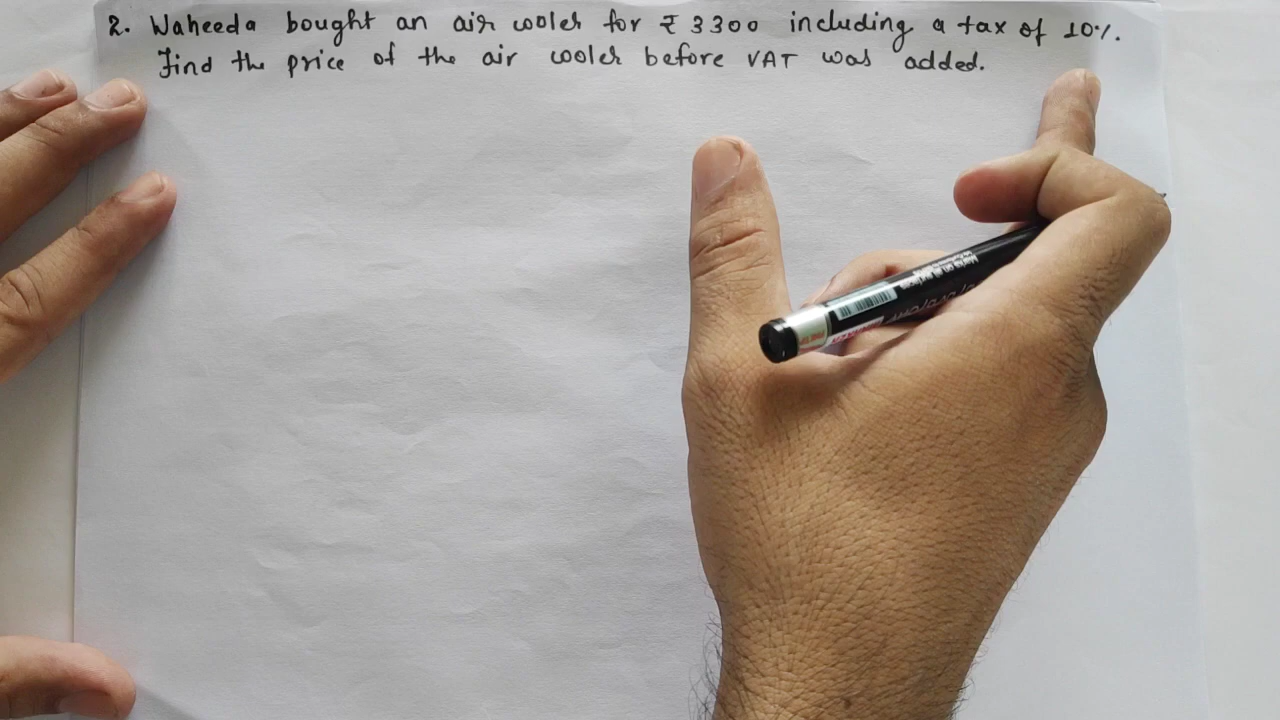 2. Waheeda bought an air cooler for ₹ 3300 including a tax of 10%.
Find the price of the air cooler before VAT was added.